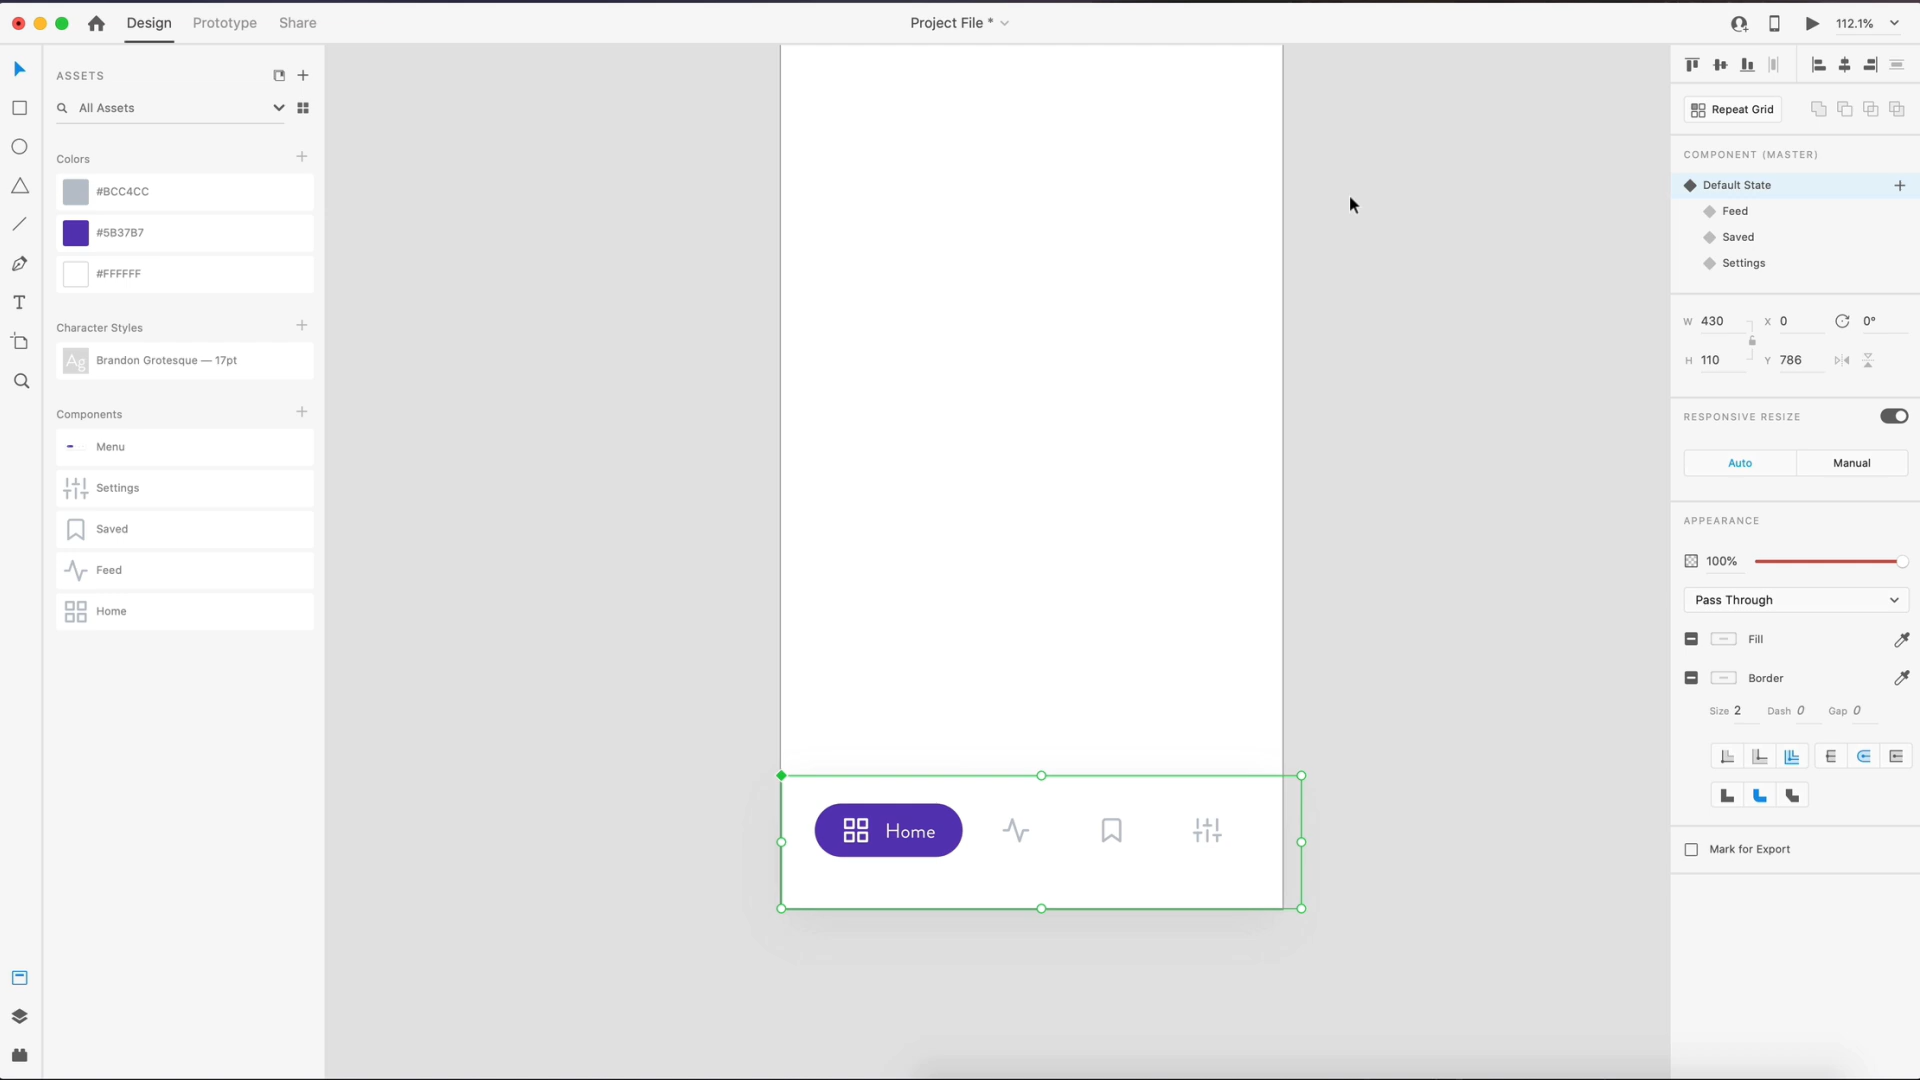 Design Prototype Share
Project File *
112.1%
ASSETS
All Assets
Colors
#BCC4CC
#5B37B7
#FFFFFF
Character Styles
Ag Brandon Grotesque — 17pt
Components
Menu
Settings
Saved
Feed
Home
Home
Repeat Grid
COMPONENT (MASTER)
Default State
Feed
Saved
Settings
W 430 X 0 0°
H 110 Y 786
RESPONSIVE RESIZE
Auto Manual
APPEARANCE
100%
Pass Through
Fill
Border
Size 2 Dash 0 Gap 0
Mark for Export